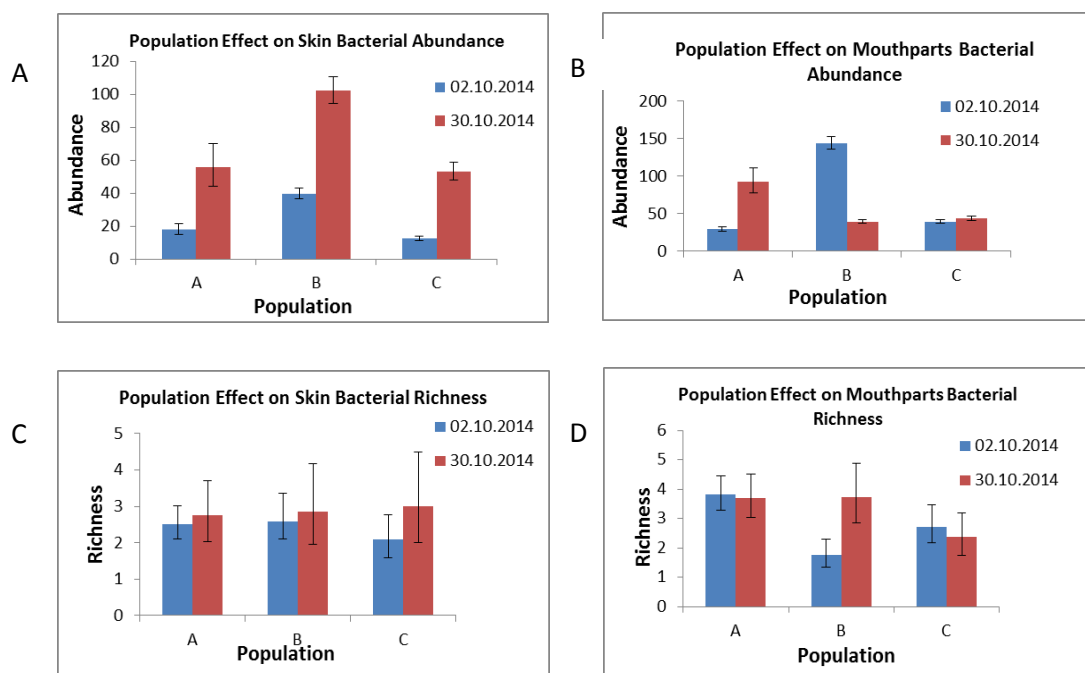 A
Population Effect on Skin Bacterial Abundance
120
100
80
60
40
20
0
Abundance
02.10.2014
30.10.2014
A B C
Population
B
Population Effect on Mouthparts Bacterial
Abundance
200
150
100
50
0
Abundance
02.10.2014
30.10.2014
A B C
Population
C
Population Effect on Skin Bacterial Richness
5
4
3
2
1
0
Richness
02.10.2014
30.10.2014
A B C
Population
D
Population Effect on Mouthparts Bacterial
Richness
6
5
4
3
2
1
0
Richness
02.10.2014
30.10.2014
A B C
Population